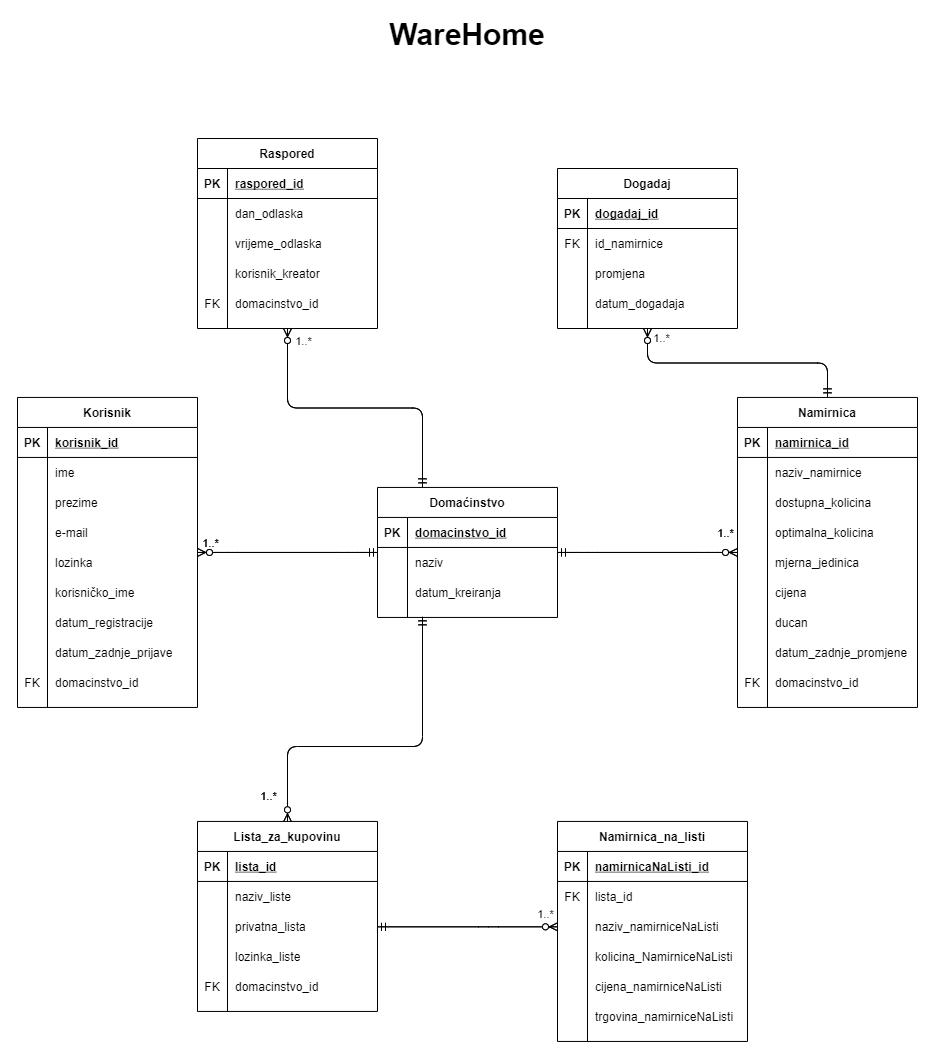 WareHome
Raspored
PK raspored_id
dan_odlaska
vrijeme_odlaska
korisnik_kreator
FK domacinstvo_id
1..*
Događaj
PK događaj_id
FK id_namirnice
promjena
datum_događaja
1..*
Korisnik
PK korisnik_id
ime
prezime
e-mail
lozinka
korisničko_ime
datum_registracije
datum_zadnje_prijave
FK domacinstvo_id
1..*
Domaćinstvo
PK domacinstvo_id
naziv
datum_kreiranja
1..*
Namirnica
PK namirnica_id
naziv_namirnice
dostupna_kolicina
optimalna_kolicina
mjerna_jedinica
cijena
ducan
datum_zadnje_promjene
FK domacinstvo_id
1..*
Lista_za_kupovinu
PK lista_id
naziv_liste
privatna_lista
lozinka_liste
FK domacinstvo_id
1..*
Namirnica_na_listi
PK namirnicaNaListi_id
FK lista_id
naziv_namirniceNaListi
kolicina_NamirniceNaListi
cijena_namirniceNaListi
trgovina_namirniceNaListi